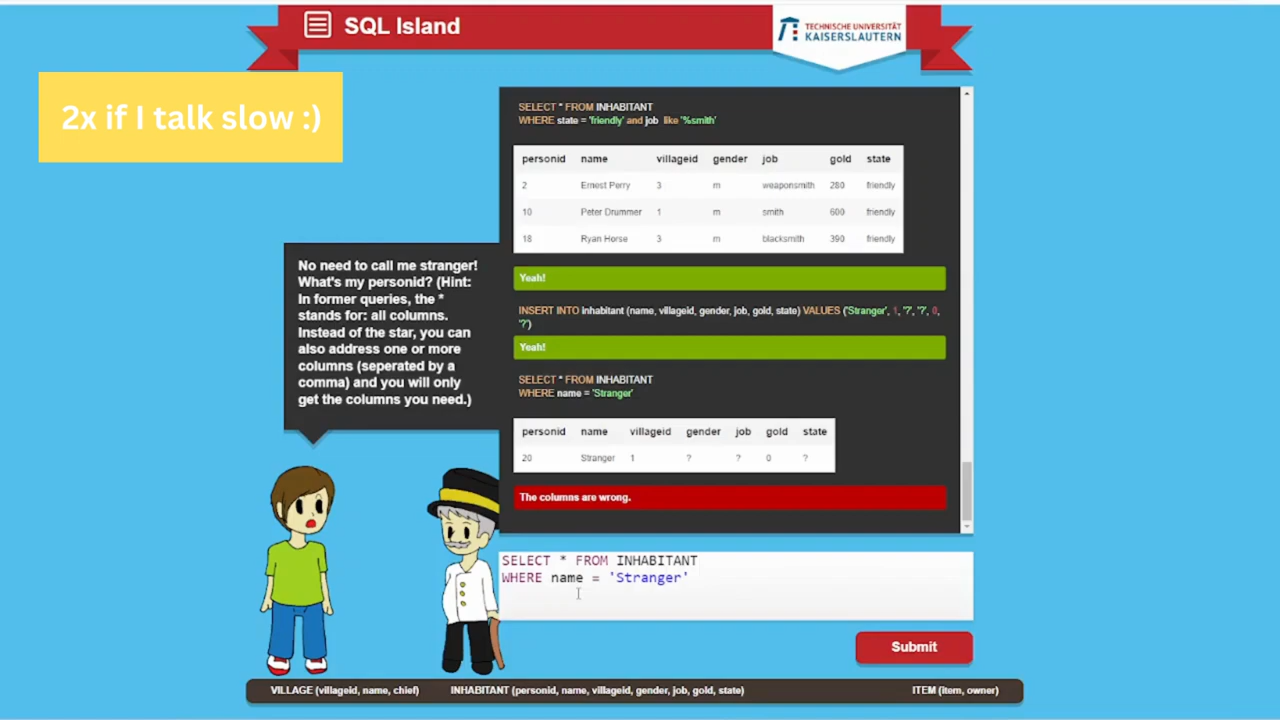 SQL Island
TECHNISCHE UNIVERSITÄT
KAISERSLAUTERN
2x if I talk slow :)
SELECT * FROM INHABITANT
WHERE state = 'friendly' and job like '%smith'
personid name villageid gender job gold state
2 Ernest Perry 3 m weaponsmith 280 friendly
10 Peter Drummer 1 m smith 600 friendly
18 Ryan Horse 3 m blacksmith 390 friendly
Yeah!
INSERT INTO inhabitant (name, villageid, gender, job, gold, state) VALUES ('Stranger', 1, '?', '?', 0,
'?')
Yeah!
SELECT * FROM INHABITANT
WHERE name = 'Stranger'
personid name villageid gender job gold state
20 Stranger 1 ? ? 0 ?
The columns are wrong.
No need to call me stranger!
What's my personid? (Hint:
In former queries, the *
stands for: all columns.
Instead of the star, you can
also address one or more
columns (seperated by a
comma) and you will only
get the columns you need.)
SELECT * FROM INHABITANT
WHERE name = 'Stranger'
Submit
VILLAGE (villageid, name, chief)
INHABITANT (personid, name, villageid, gender, job, gold, state)
ITEM (item, owner)